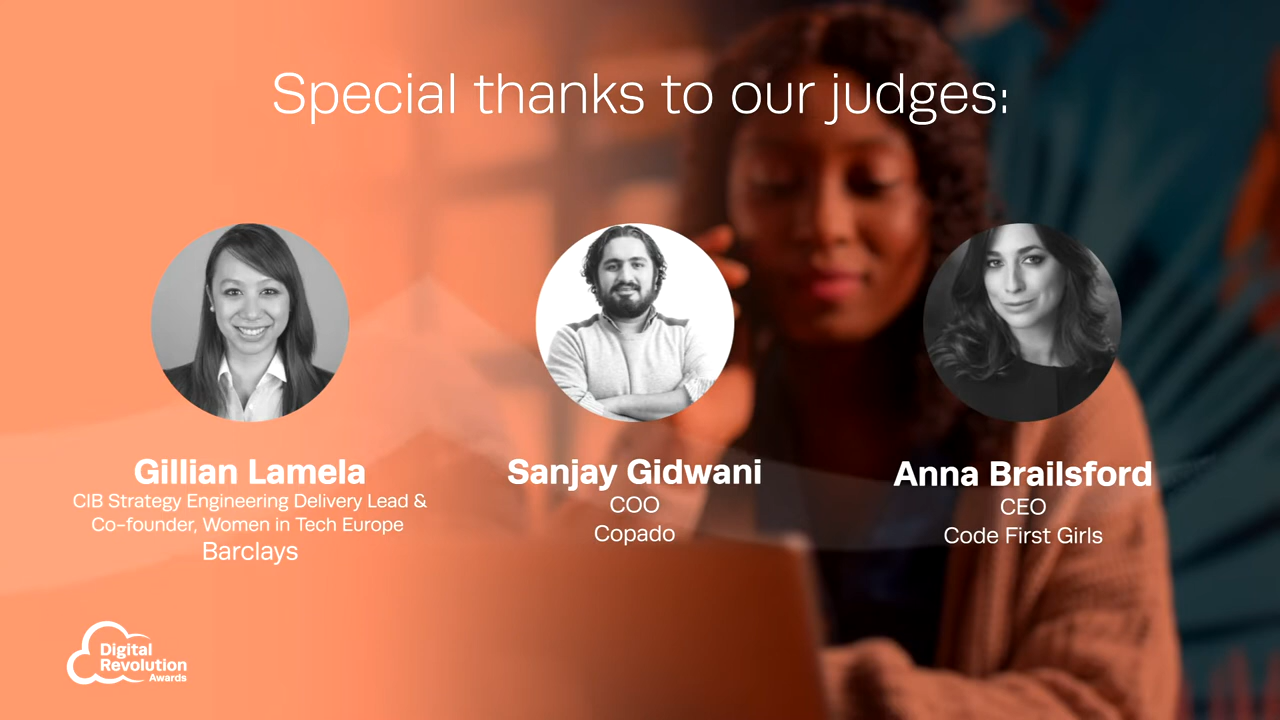 Special thanks to our judges:
Gillian Lamela
CIB Strategy Engineering Delivery Lead &
Co-founder, Women in Tech Europe
Barclays
Sanjay Gidwani
COO
Copado
Anna Brailsford
CEO
Code First Girls
Digital
Revolution
Awards